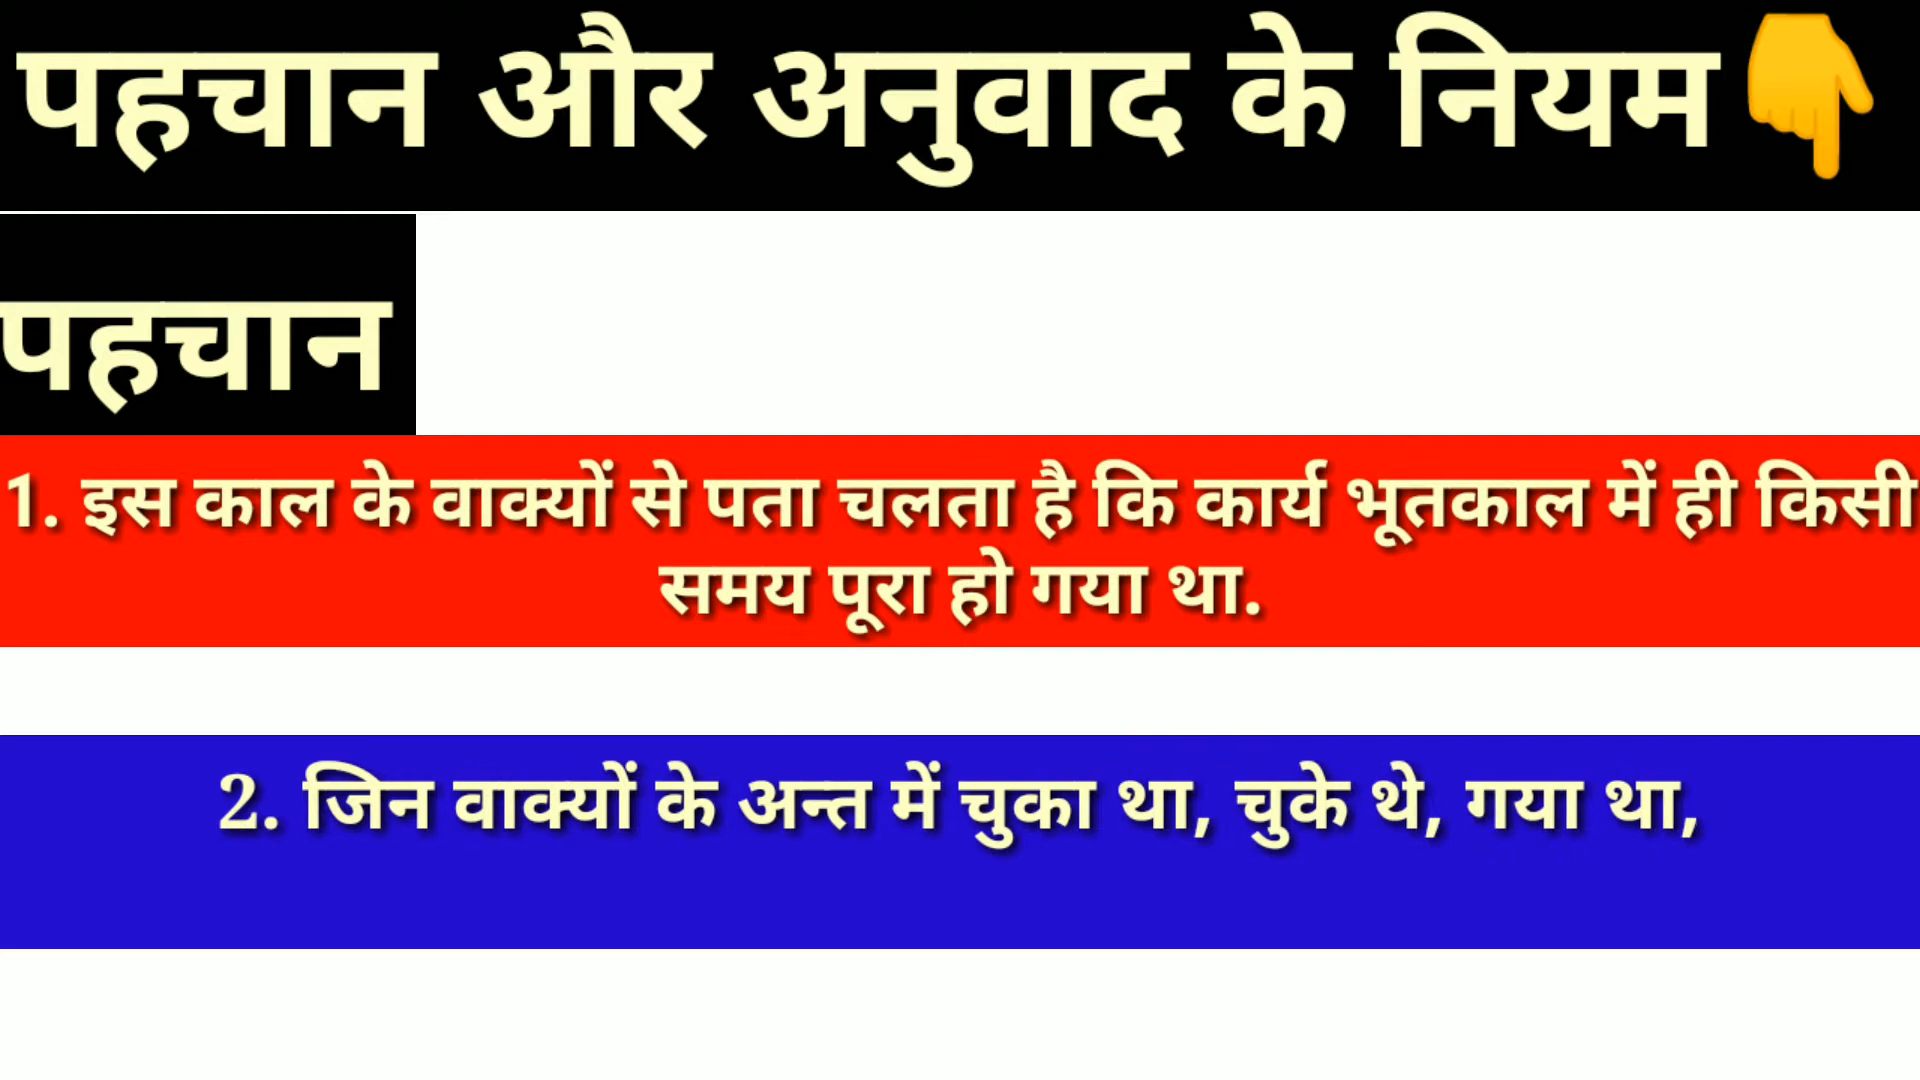 पहचान और अनुवाद के नियम👇
पहचान
1. इस काल के वाक्यों से पता चलता है कि कार्य भूतकाल में ही किसी
समय पूरा हो गया था.
2. जिन वाक्यों के अन्त में चुका था, चुके थे, गया था,